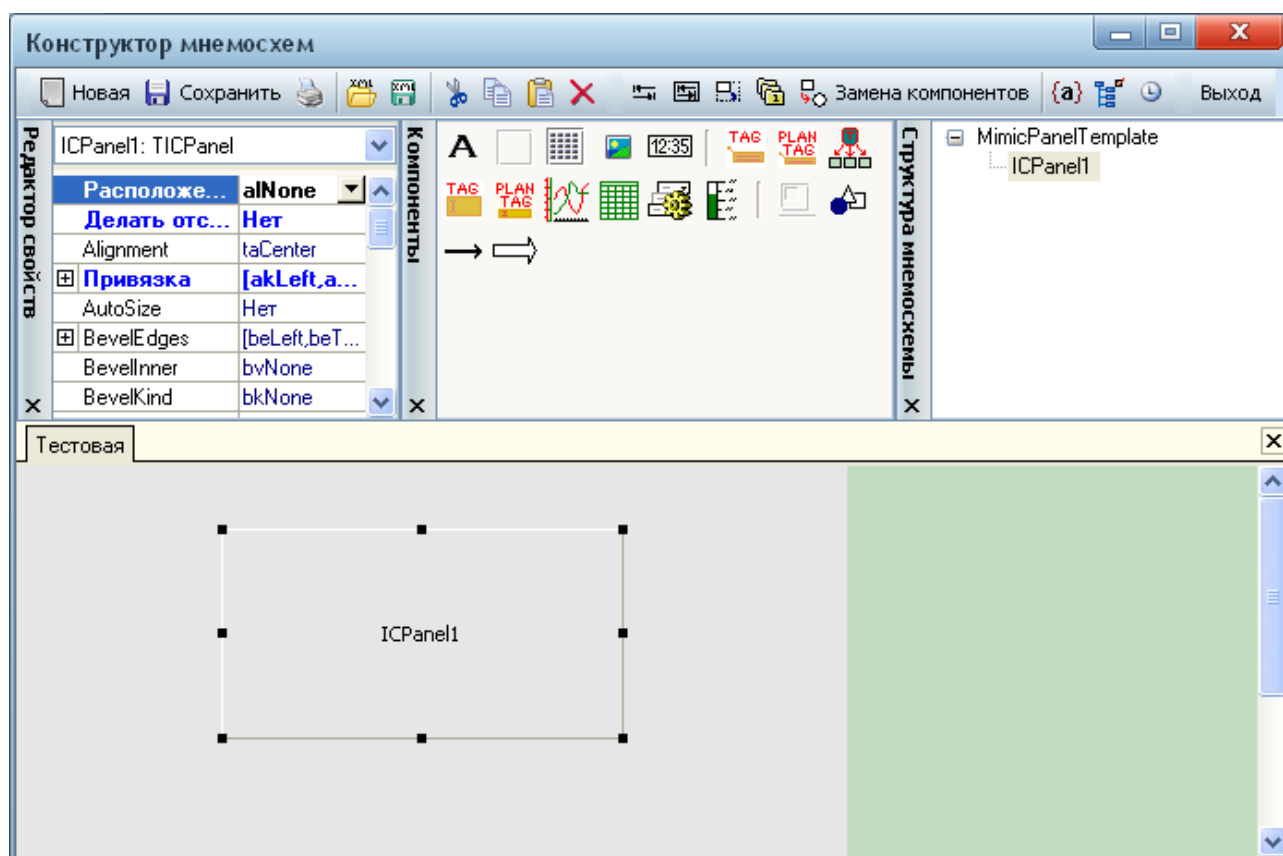 Конструктор мнемосхем
Новая Сохранить XML XML Замена компонентов {a} Выход
Редактор свойств
ICPanel1: TICPanel
Расположе... alNone
Делать отс... Нет
Alignment taCenter
Привязка [akLeft,a...
AutoSize Нет
BevelEdges [beLeft,beT...
BevelInner bvNone
BevelKind bkNone
Компоненты
A 12:35 TAG PLAN TAG T
TAG PLAN TAG
Структура мнемосхемы
MimicPanelTemplate
ICPanel1
Тестовая
ICPanel1